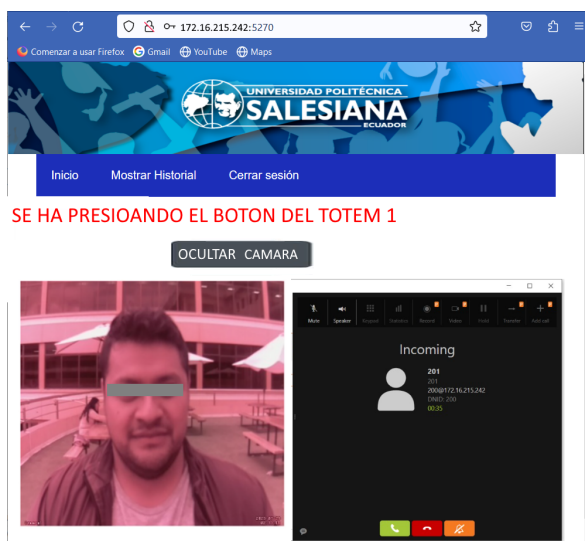 172.16.215.242:5270
Comenzar a usar Firefox Gmail YouTube Maps
UNIVERSIDAD POLITÉCNICA
SALESIANA
ECUADOR
Inicio Mostrar Historial Cerrar sesión
SE HA PRESIOANDO EL BOTON DEL TOTEM 1
OCULTAR CAMARA
Mute Speaker Keypad Statistics Record Video Hold Transfer Add call
Incoming
201
201
200@172.16.215.242
DNID: 200
00:35